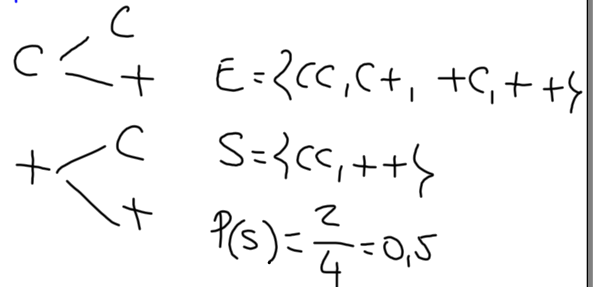 C
C
+
E={CC, C+, +C, ++}
+
C
+
S={CC, ++}
P(S)=2/4=0,5